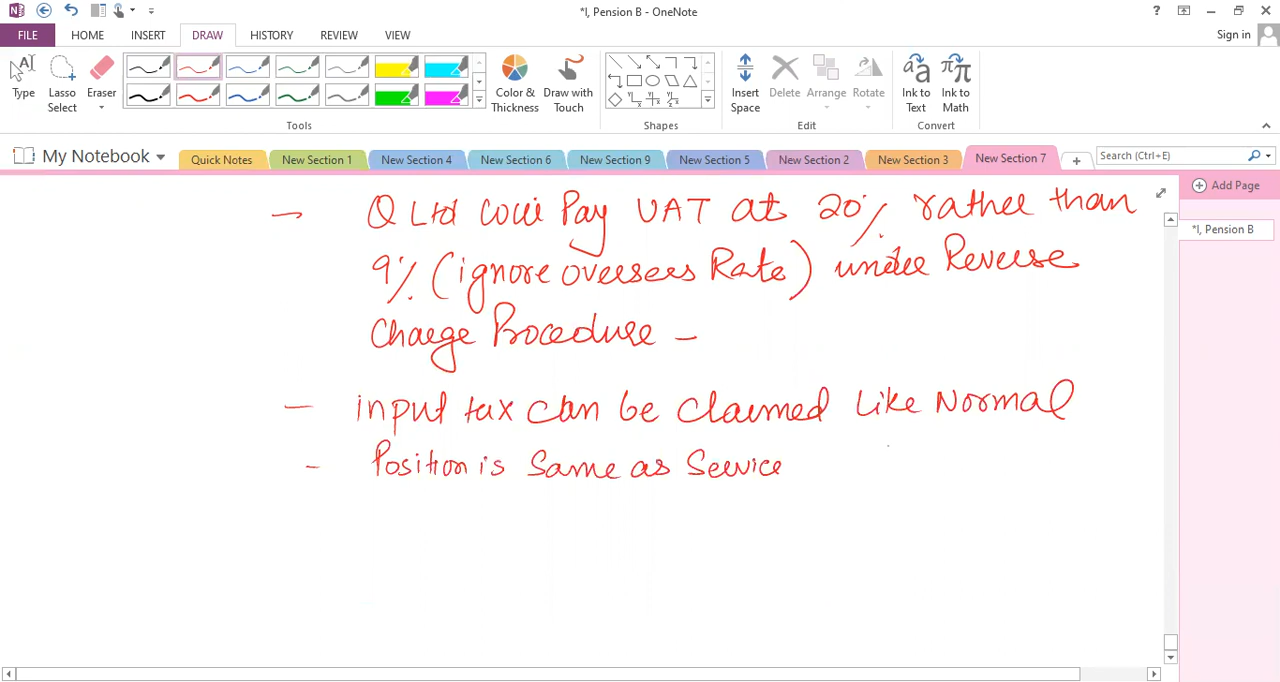 *I, Pension B - OneNote
FILE HOME INSERT DRAW HISTORY REVIEW VIEW
Sign in
Type Lasso Select Eraser Color & Thickness Draw with Touch Insert Space Delete Arrange Rotate Ink to Text Ink to Math
Tools Shapes Edit Convert
My Notebook Quick Notes New Section 1 New Section 4 New Section 6 New Section 9 New Section 5 New Section 2 New Section 3 New Section 7 Search (Ctrl+E)
Add Page
*I, Pension B
- Q Ltd will Pay VAT at 20% rather than
9% (ignore oversees Rate) under Reverse
Charge Procedure -
- input tax can be claimed Like Normal
- Position is Same as Service